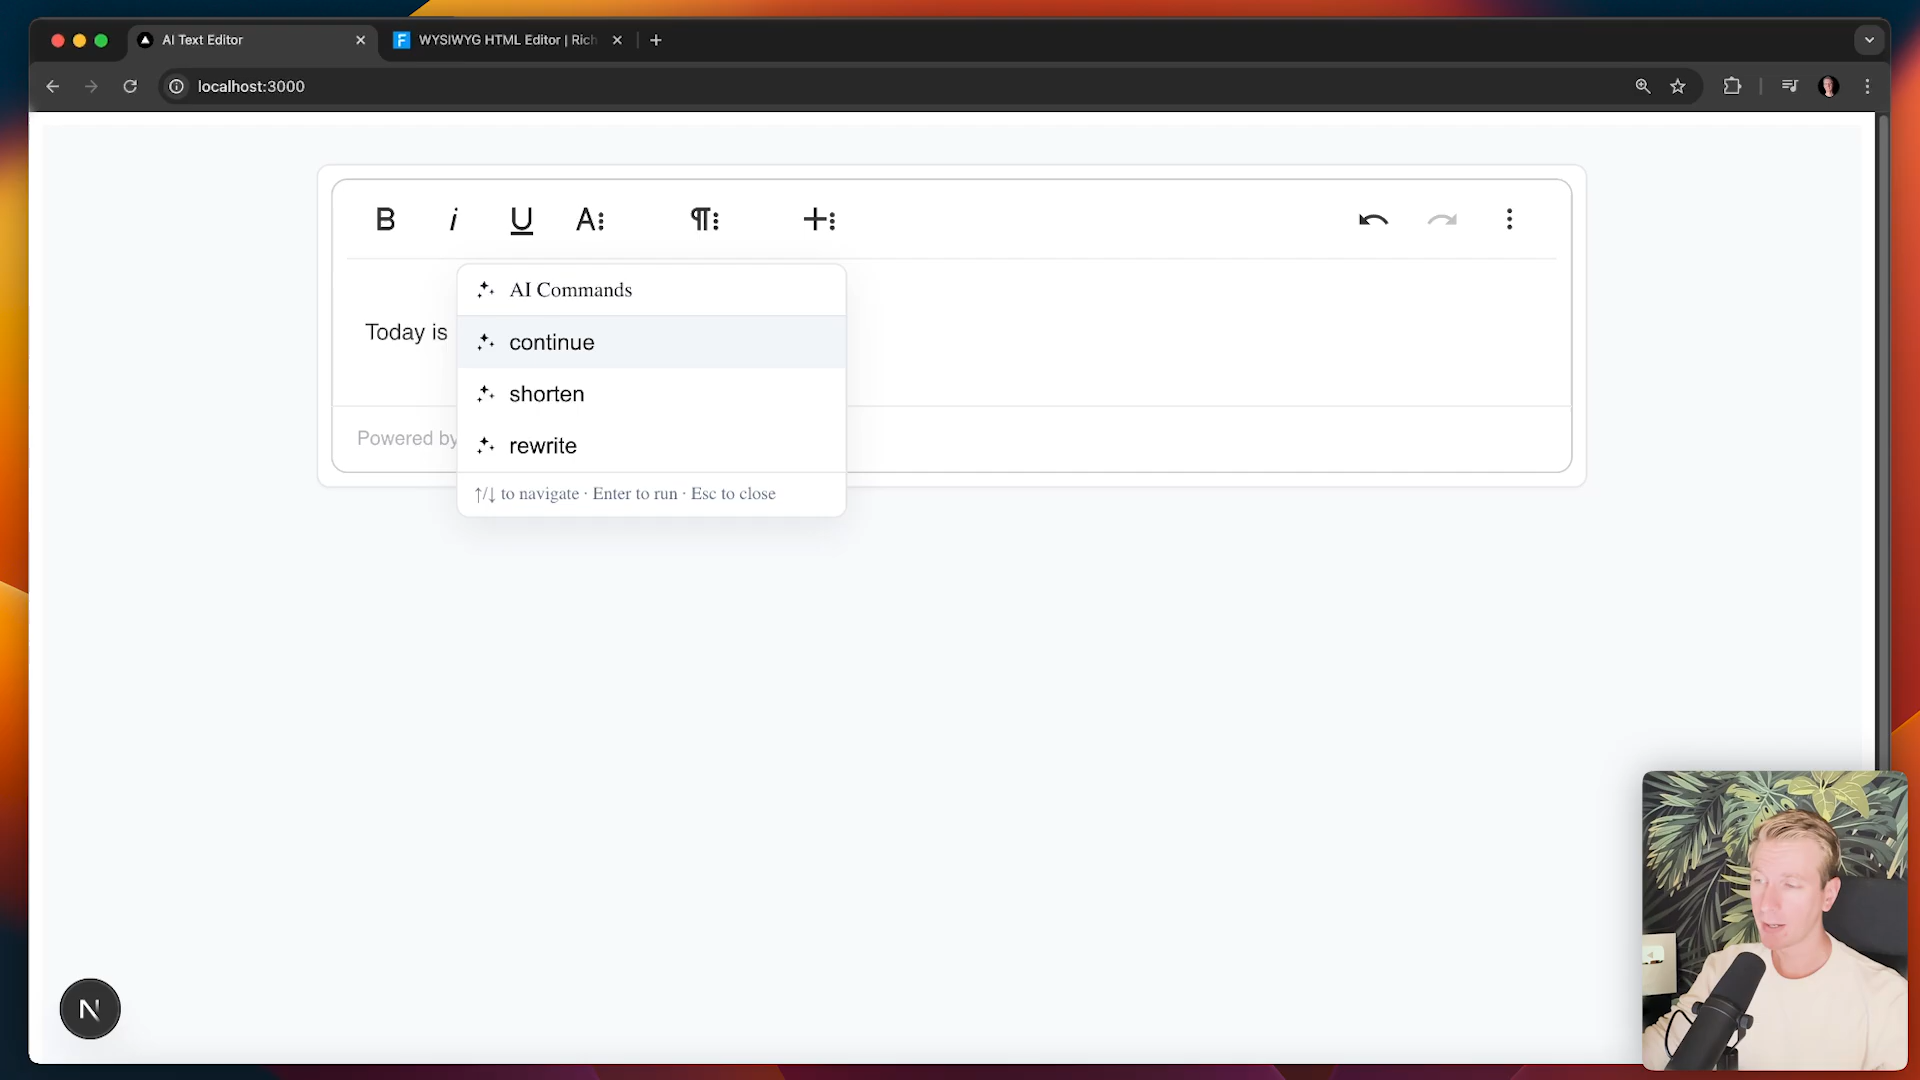 AI Text Editor
WYSIWYG HTML Editor | Rich
localhost:3000
B i U A
AI Commands
Today is
continue
shorten
rewrite
Powered by
↑/↓ to navigate · Enter to run · Esc to close
N